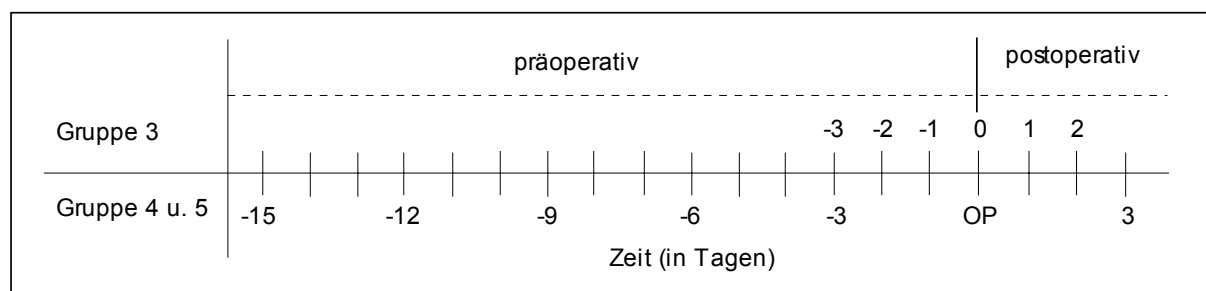 präoperativ postoperativ
Gruppe 3 -3 -2 -1 0 1 2
Gruppe 4 u. 5 -15 -12 -9 -6 -3 OP 3
Zeit (in Tagen)